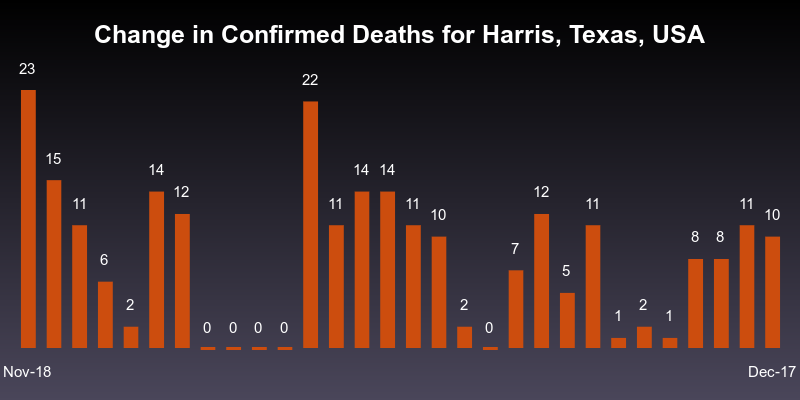 Change in Confirmed Deaths for Harris, Texas, USA
23 15 11 6 2 14 12 0 0 0 0 22 11 14 14 11 10 2 0 7 12 5 11 1 2 1 8 8 11 10
Nov-18 Dec-17